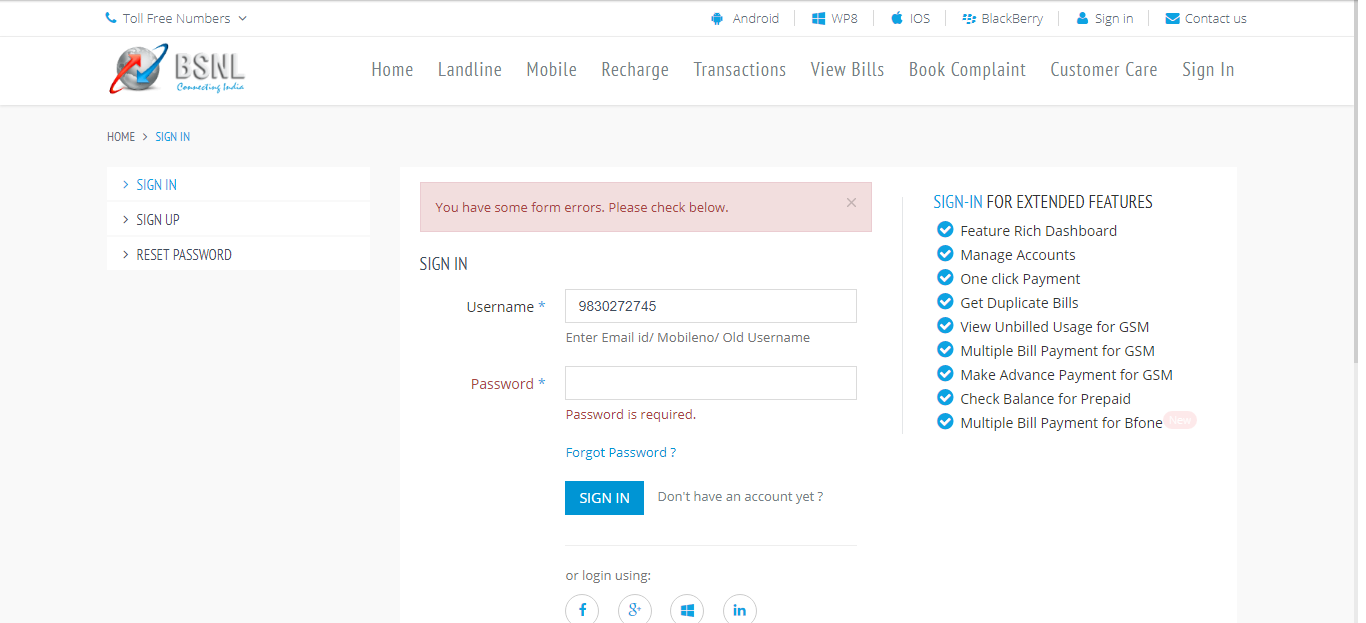 Toll Free Numbers
Android
WP8
IOS
BlackBerry
Sign in
Contact us
BSNL
Connecting India
Home
Landline
Mobile
Recharge
Transactions
View Bills
Book Complaint
Customer Care
Sign In
HOME > SIGN IN
> SIGN IN
> SIGN UP
> RESET PASSWORD
You have some form errors. Please check below.
×
SIGN IN
Username *
9830272745
Enter Email id/ Mobileno/ Old Username
Password *
Password is required.
Forgot Password ?
SIGN IN
Don't have an account yet ?
or login using:
f
g+
in
SIGN-IN FOR EXTENDED FEATURES
Feature Rich Dashboard
Manage Accounts
One click Payment
Get Duplicate Bills
View Unbilled Usage for GSM
Multiple Bill Payment for GSM
Make Advance Payment for GSM
Check Balance for Prepaid
Multiple Bill Payment for Bfone New